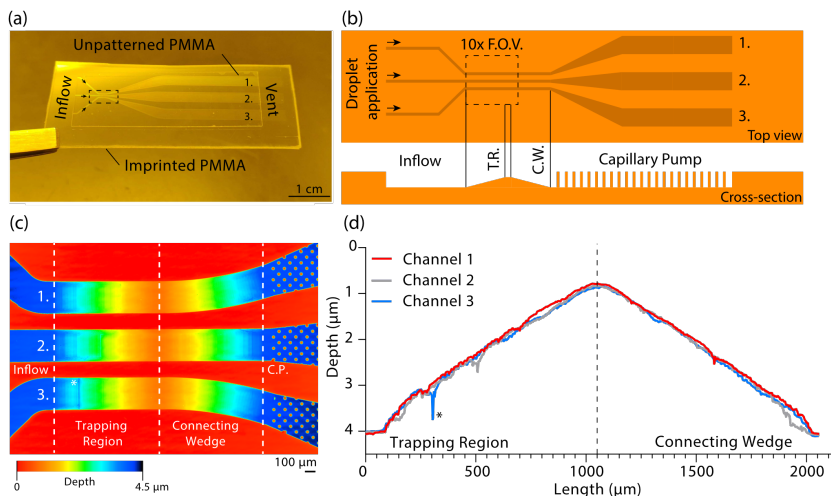 (a)
Unpatterned PMMA
Inflow
1.
2.
3.
Vent
Imprinted PMMA
1 cm
(b)
10x F.O.V.
Droplet
application
1.
2.
3.
Top view
Inflow
T.R.
C.W.
Capillary Pump
Cross-section
(c)
1.
2.
Inflow
C.P.
3.
*
Trapping
Region
Connecting
Wedge
100 µm
0
Depth
4.5 µm
(d)
Channel 1
Channel 2
Channel 3
Depth (µm)
0
1
2
3
4
*
Trapping Region
Connecting Wedge
0
500
1000
1500
2000
Length (µm)